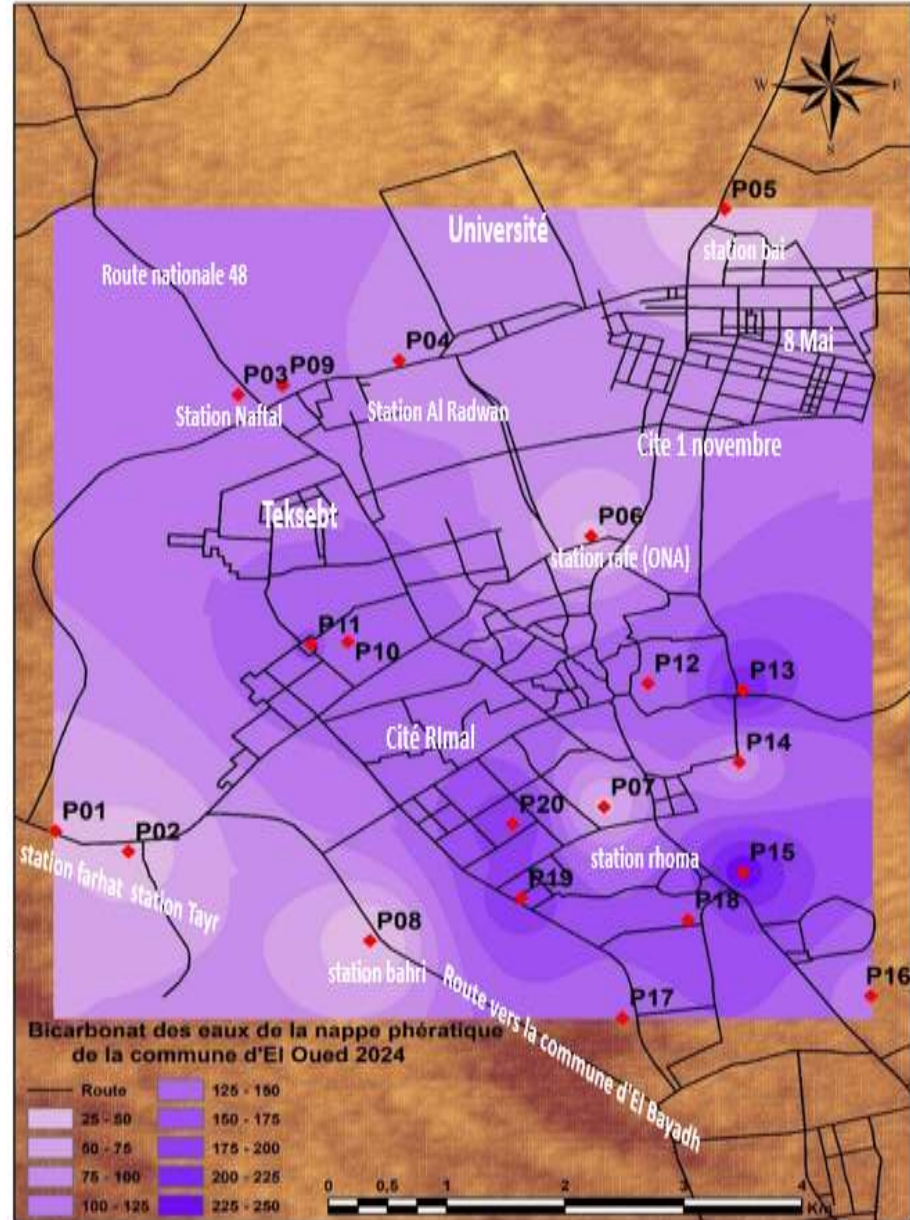 N
W
E
S
P05
station bai
Université
Route nationale 48
8 Mai
P04
P09
P03
Station Naftal
Station Al Radwan
Cite 1 novembre
Teksebt
P06
station rafe (ONA)
P11
P10
P12
P13
Cité RImal
P14
P07
P20
P01
P02
station rhoma
P15
station farhat
station Tayr
P19
P18
P08
station bahri
P16
P17
Route vers la commune d'El Bayadh
Bicarbonat des eaux de la nappe phératique
de la commune d'El Oued 2024
Route
25 - 50
50 - 75
75 - 100
100 - 125
125 - 150
150 - 175
175 - 200
200 - 225
225 - 250
0 0,5 1 2 3 4
Km